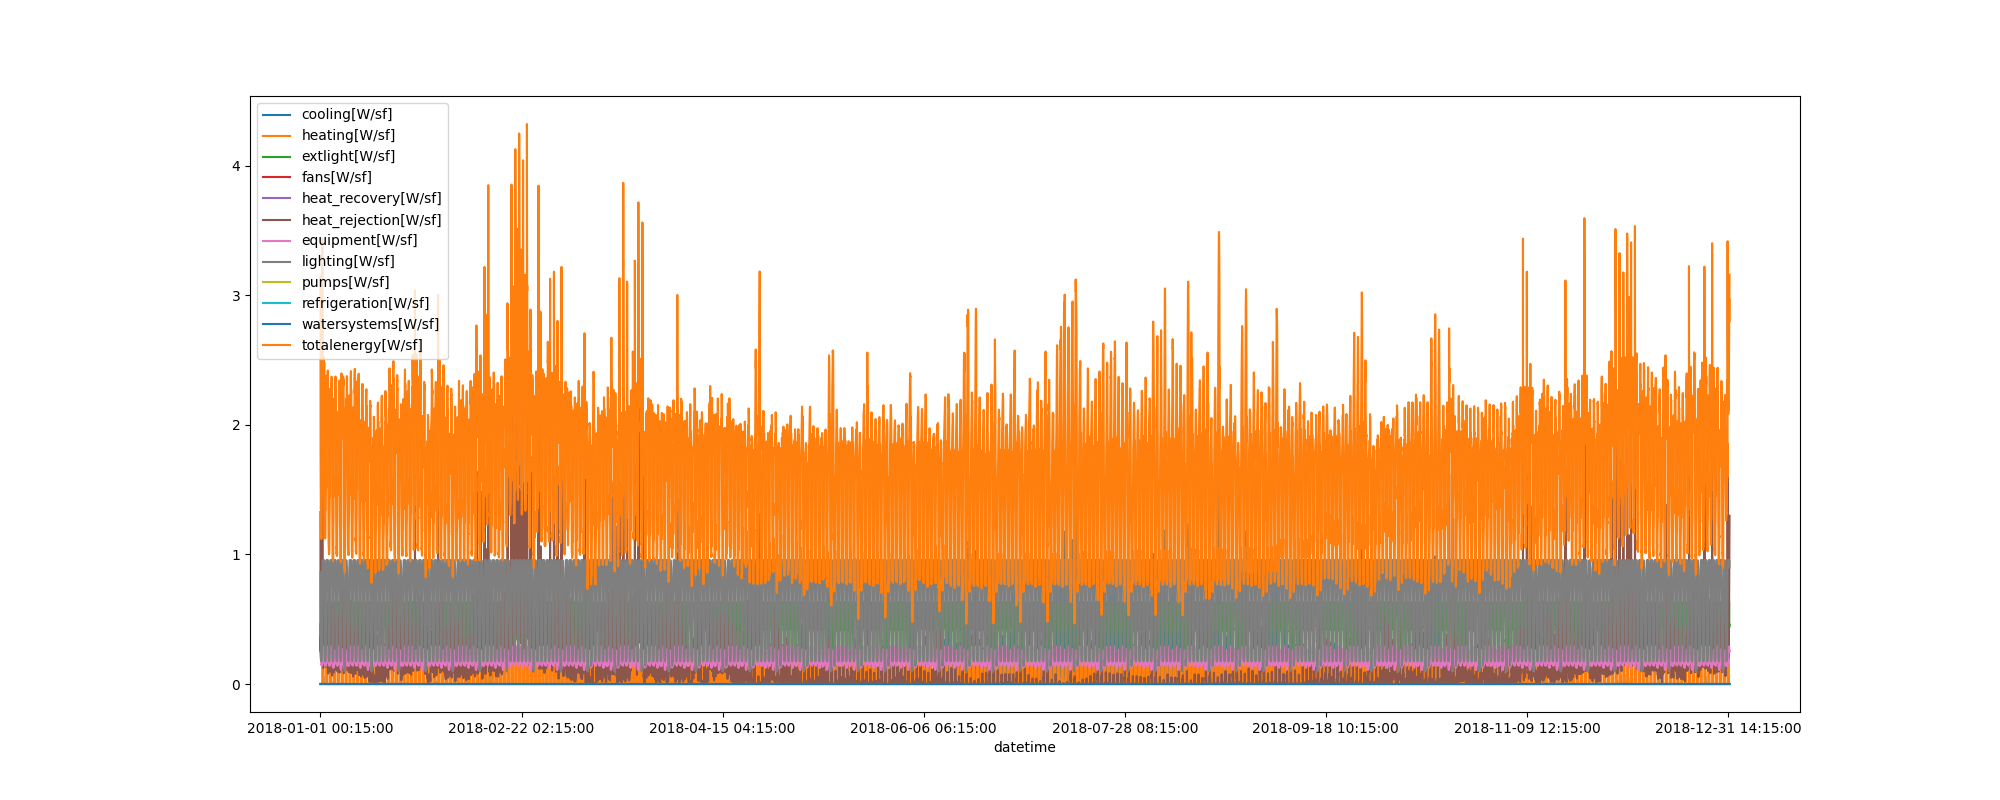 cooling[W/sf]
heating[W/sf]
extlight[W/sf]
fans[W/sf]
heat_recovery[W/sf]
heat_rejection[W/sf]
equipment[W/sf]
lighting[W/sf]
pumps[W/sf]
refrigeration[W/sf]
watersystems[W/sf]
totalenergy[W/sf]
4
3
2
1
0
2018-01-01 00:15:00
2018-02-22 02:15:00
2018-04-15 04:15:00
2018-06-06 06:15:00
2018-07-28 08:15:00
2018-09-18 10:15:00
2018-11-09 12:15:00
2018-12-31 14:15:00
datetime